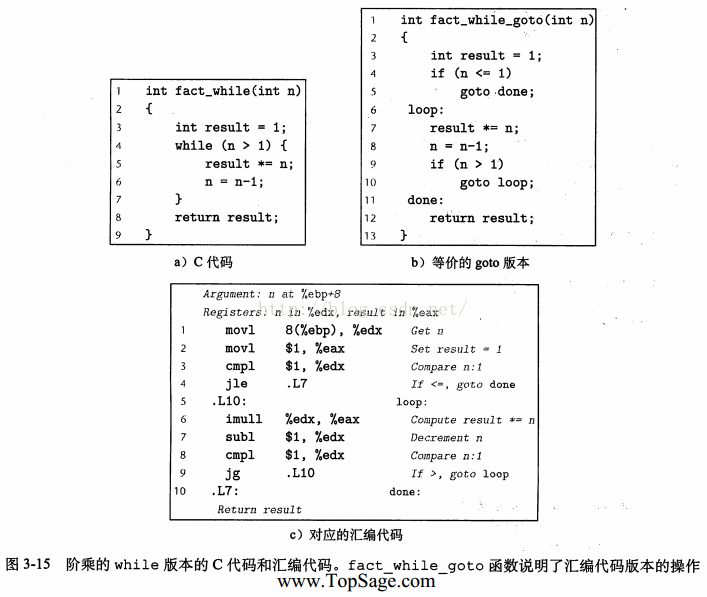 1 int fact_while(int n)
2 {
3 int result = 1;
4 while (n > 1) {
5 result *= n;
6 n = n-1;
7 }
8 return result;
9 }
a) C 代码
1 int fact_while_goto(int n)
2 {
3 int result = 1;
4 if (n <= 1)
5 goto done;
6 loop:
7 result *= n;
8 n = n-1;
9 if (n > 1)
10 goto loop;
11 done:
12 return result;
13 }
b) 等价的 goto 版本
Argument: n at %ebp+8
http://blog.csdn.net/
Registers: n in %edx, result in %eax
1 movl 8(%ebp), %edx Get n
2 movl $1, %eax Set result = 1
3 cmpl $1, %edx Compare n:1
4 jle .L7 If <=, goto done
5 .L10: loop:
6 imull %edx, %eax Compute result *= n
7 subl $1, %edx Decrement n
8 cmpl $1, %edx Compare n:1
9 jg .L10 If >, goto loop
10 .L7: done:
Return result
c) 对应的汇编代码
图 3-15 阶乘的 while 版本的 C 代码和汇编代码。fact_while_goto 函数说明了汇编代码版本的操作
www.TopSage.com